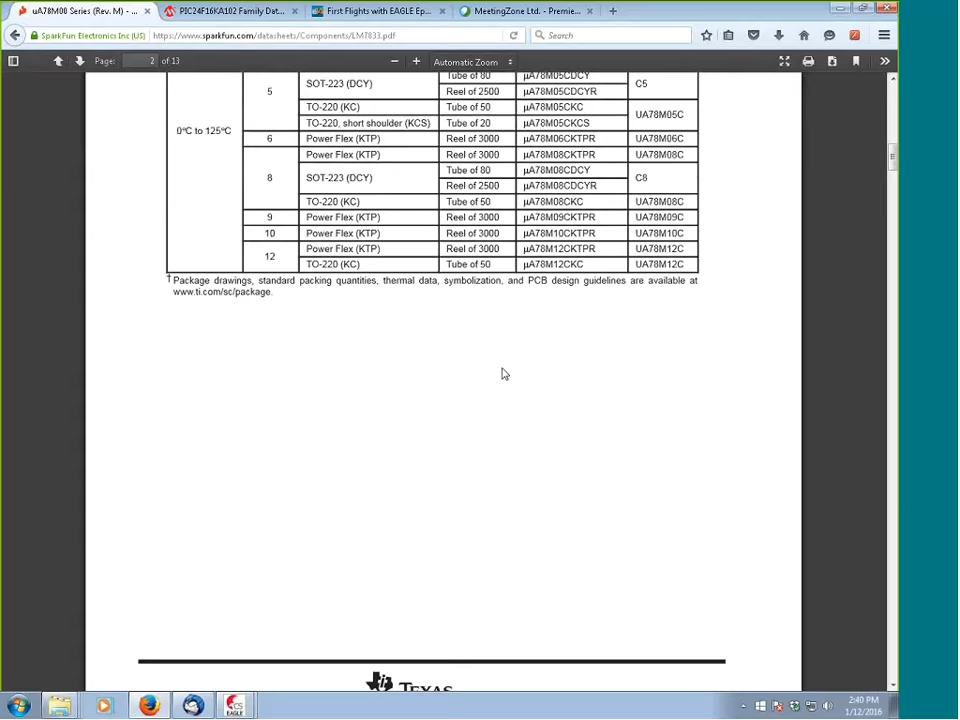 uA78M00 Series (Rev. M) - ...
PIC24F16KA102 Family Dat...
First Flights with EAGLE Ep...
MeetingZone Ltd. - Premie...
SparkFun Electronics Inc (US)
https://www.sparkfun.com/datasheets/Components/LM7833.pdf
Search
Page: 2 of 13
Automatic Zoom
0°C to 125°C
5 SOT-223 (DCY) Tube of 80 µA78M05CDCY C5
Reel of 2500 µA78M05CDCYR
TO-220 (KC) Tube of 50 µA78M05CKC UA78M05C
TO-220, short shoulder (KCS) Tube of 20 µA78M05CKCS
6 Power Flex (KTP) Reel of 3000 µA78M06CKTPR UA78M06C
8 Power Flex (KTP) Reel of 3000 µA78M08CKTPR UA78M08C
SOT-223 (DCY) Tube of 80 µA78M08CDCY C8
Reel of 2500 µA78M08CDCYR
TO-220 (KC) Tube of 50 µA78M08CKC UA78M08C
9 Power Flex (KTP) Reel of 3000 µA78M09CKTPR UA78M09C
10 Power Flex (KTP) Reel of 3000 µA78M10CKTPR UA78M10C
12 Power Flex (KTP) Reel of 3000 µA78M12CKTPR UA78M12C
TO-220 (KC) Tube of 50 µA78M12CKC UA78M12C
† Package drawings, standard packing quantities, thermal data, symbolization, and PCB design guidelines are available at
www.ti.com/sc/package.
TEXAS
CS
EAGLE
2:40 PM
1/12/2016